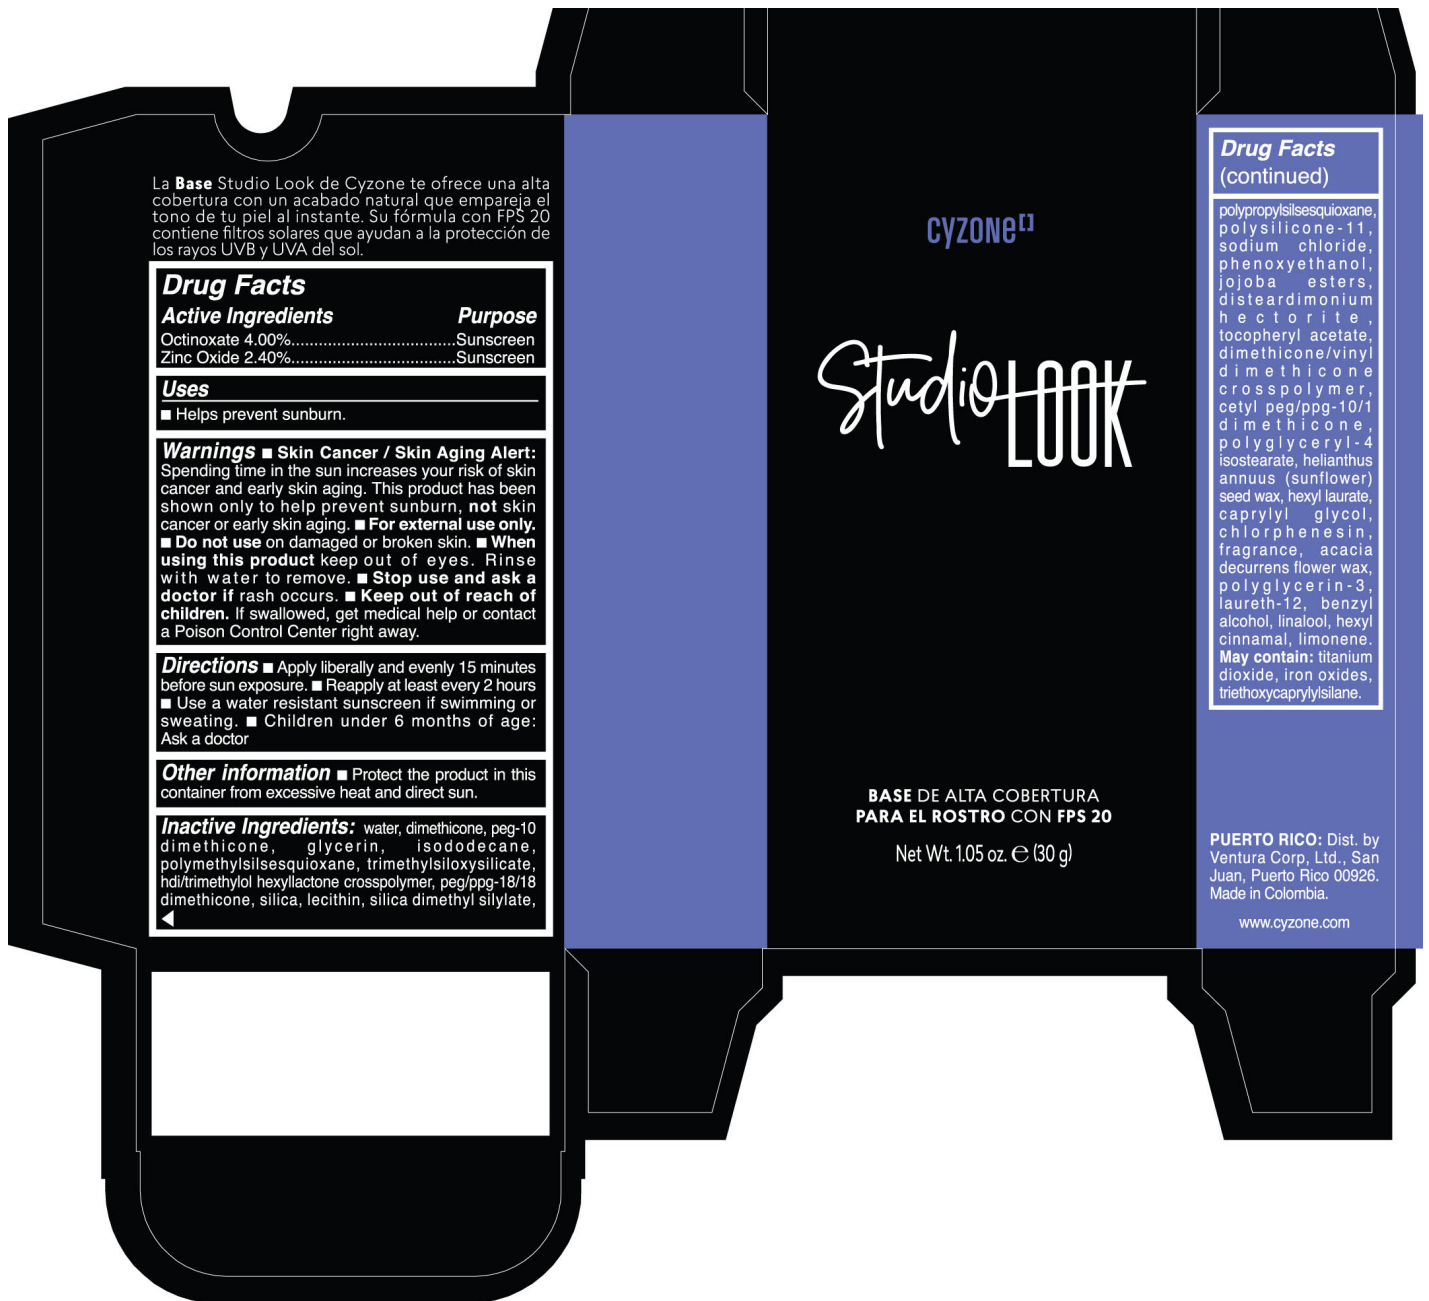 La Base Studio Look de Cyzone te ofrece una alta
cobertura con un acabado natural que empareja el
tono de tu piel al instante. Su fórmula con FPS 20
contiene filtros solares que ayudan a la protección de
los rayos UVB y UVA del sol.
Drug Facts
Active Ingredients Purpose
Octinoxate 4.00%....................................Sunscreen
Zinc Oxide 2.40%....................................Sunscreen
Uses
■ Helps prevent sunburn.
Warnings ■ Skin Cancer / Skin Aging Alert:
Spending time in the sun increases your risk of skin
cancer and early skin aging. This product has been
shown only to help prevent sunburn, not skin
cancer or early skin aging. ■ For external use only.
■ Do not use on damaged or broken skin. ■ When
using this product keep out of eyes. Rinse
with water to remove. ■ Stop use and ask a
doctor if rash occurs. ■ Keep out of reach of
children. If swallowed, get medical help or contact
a Poison Control Center right away.
Directions ■ Apply liberally and evenly 15 minutes
before sun exposure. ■ Reapply at least every 2 hours
■ Use a water resistant sunscreen if swimming or
sweating. ■ Children under 6 months of age:
Ask a doctor
Other information ■ Protect the product in this
container from excessive heat and direct sun.
Inactive Ingredients: water, dimethicone, peg-10
dimethicone, glycerin, isododecane,
polymethylsilsesquioxane, trimethylsiloxysilicate,
hdi/trimethylol hexyllactone crosspolymer, peg/ppg-18/18
dimethicone, silica, lecithin, silica dimethyl silylate,
cyzone[]
Studio LOOK
BASE DE ALTA COBERTURA
PARA EL ROSTRO CON FPS 20
Net Wt. 1.05 oz. ℮ (30 g)
Drug Facts
(continued)
polypropylsilsesquioxane,
polysilicone-11,
sodium chloride,
phenoxyethanol,
jojoba esters,
disteardimonium
hectorite,
tocopheryl acetate,
dimethicone/vinyl
dimethicone
crosspolymer,
cetyl peg/ppg-10/1
dimethicone,
polyglyceryl-4
isostearate, helianthus
annuus (sunflower)
seed wax, hexyl laurate,
caprylyl glycol,
chlorphenesin,
fragrance, acacia
decurrens flower wax,
polyglycerin-3,
laureth-12, benzyl
alcohol, linalool, hexyl
cinnamal, limonene.
May contain: titanium
dioxide, iron oxides,
triethoxycaprylylsilane.
PUERTO RICO: Dist. by
Ventura Corp, Ltd., San
Juan, Puerto Rico 00926.
Made in Colombia.
www.cyzone.com